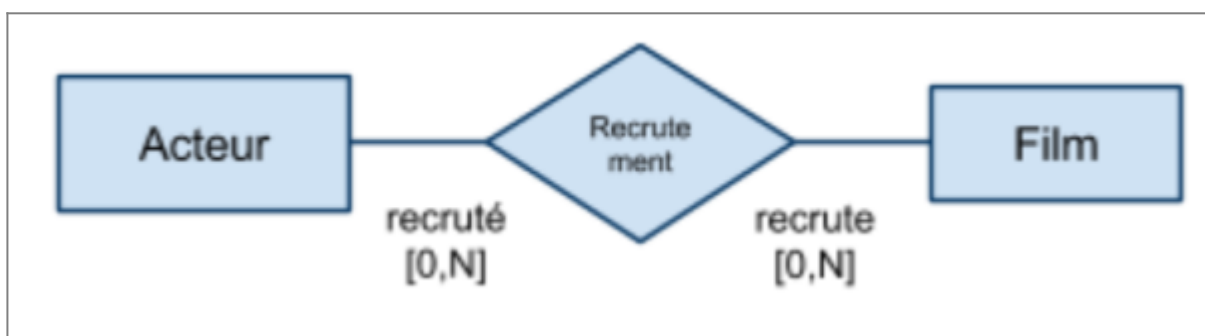 Acteur
Recrute
ment
Film
recruté
[0,N]
recrute
[0,N]